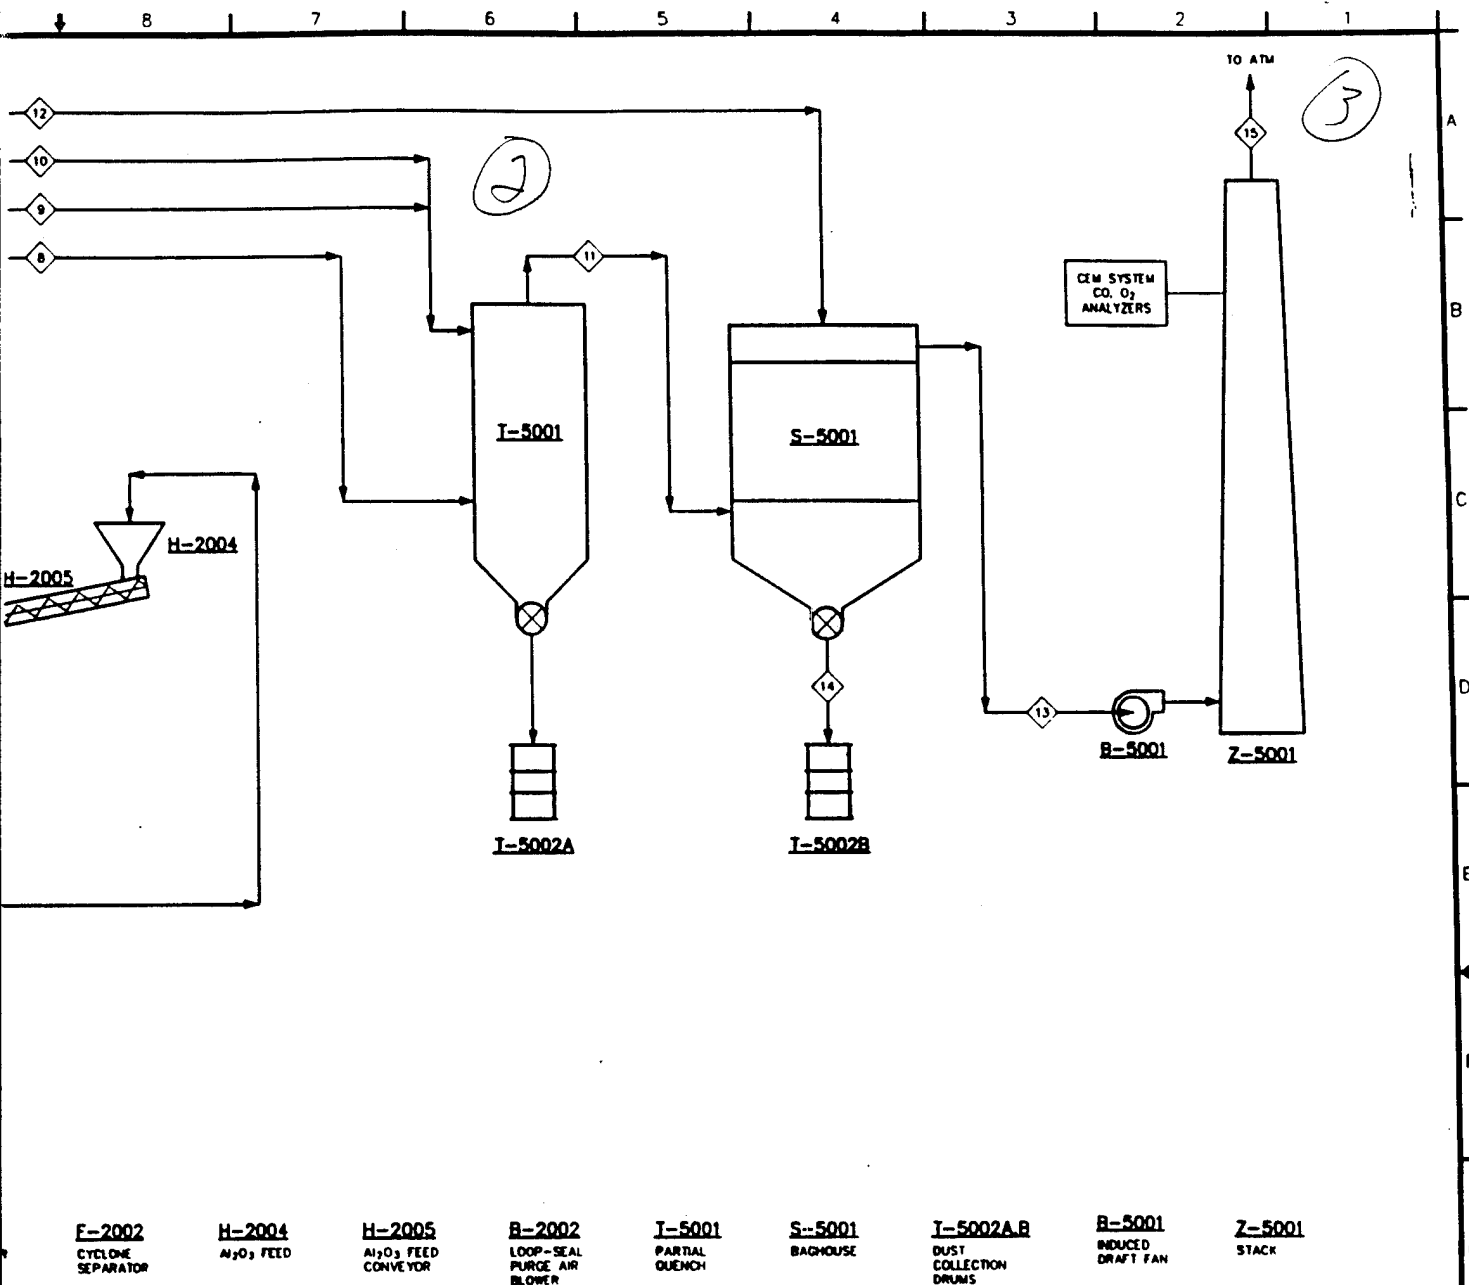 8 7 6 5 4 3 2 1
TO ATM
3
12
15
A
10
2
9
8
11
CEM SYSTEM
CO, O₂
ANALYZERS
B
T-5001
S-5001
C
H-2004
H-2005
14
D
13
B-5001
Z-5001
T-5002A
T-5002B
E
F-2002 H-2004 H-2005 B-2002 T-5001 S-5001 T-5002A,B B-5001 Z-5001
CYCLONE SEPARATOR
Al₂O₃ FEED
Al₂O₃ FEED CONVEYOR
LOOP-SEAL PURGE AIR BLOWER
PARTIAL QUENCH
BAGHOUSE
DUST COLLECTION DRUMS
INDUCED DRAFT FAN
STACK